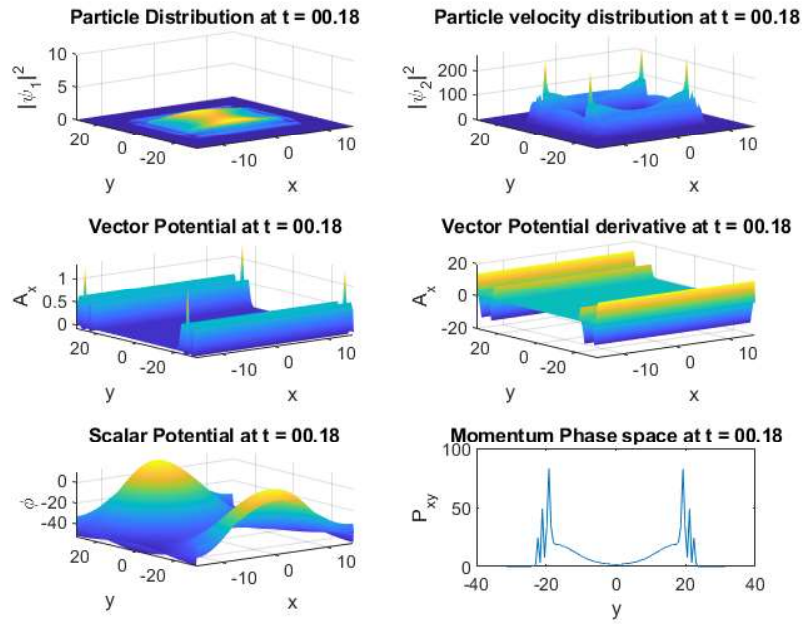 Particle Distribution at t = 00.18
|ψ₁|²
10
5
0
20
0
-20
-10
0
10
y
x
Particle velocity distribution at t = 00.18
|ψ₂|²
200
100
0
20
0
-20
-10
0
10
y
x
Vector Potential at t = 00.18
Aₓ
1
0.5
0
20
0
-20
-10
0
10
y
x
Vector Potential derivative at t = 00.18
Aₓ
20
0
-20
20
0
-20
-10
0
10
y
x
Scalar Potential at t = 00.18
ϕ
0
-20
-40
20
0
-20
-10
0
10
y
x
Momentum Phase space at t = 00.18
P_xy
100
50
0
-40
-20
0
20
40
y